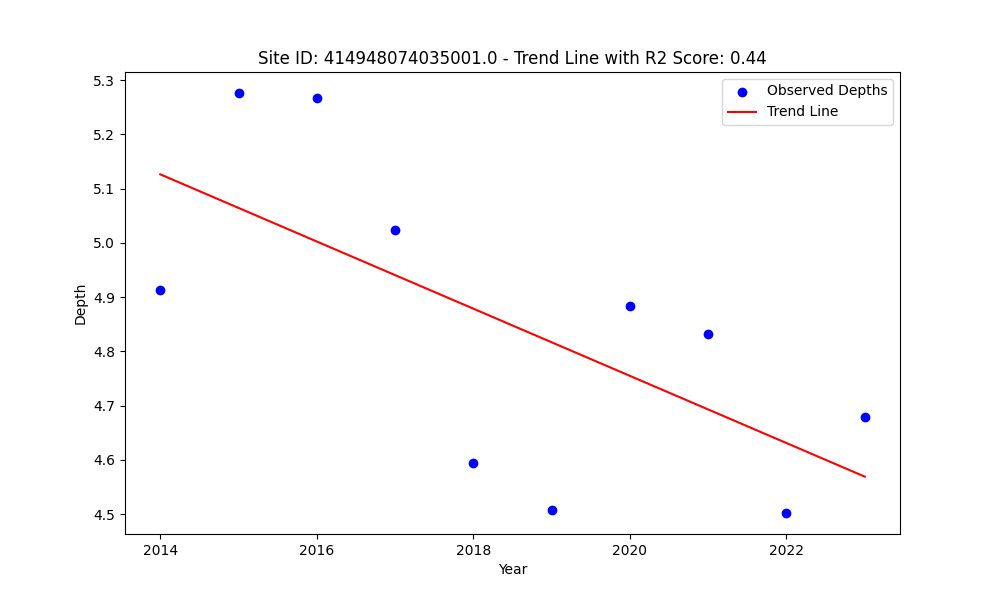 Site ID: 414948074035001.0 - Trend Line with R2 Score: 0.44
Observed Depths
Trend Line
5.3
5.2
5.1
5.0
4.9
4.8
4.7
4.6
4.5
Depth
2014
2016
2018
2020
2022
Year